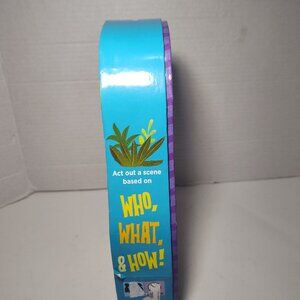 Act out a scene
based on
WHO,
WHAT,
& HOW!